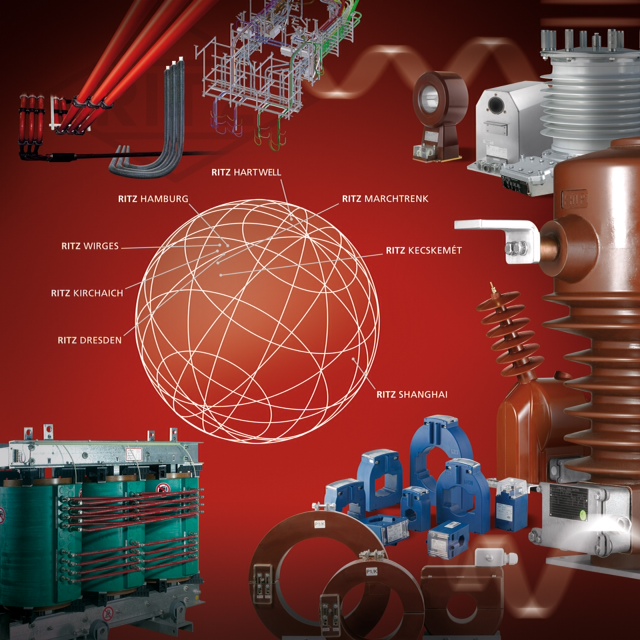 RITZ HARTWELL
RITZ HAMBURG
RITZ MARCHTRENK
RITZ WIRGES
RITZ KECSKEMÉT
RITZ KIRCHAICH
RITZ DRESDEN
RITZ SHANGHAI